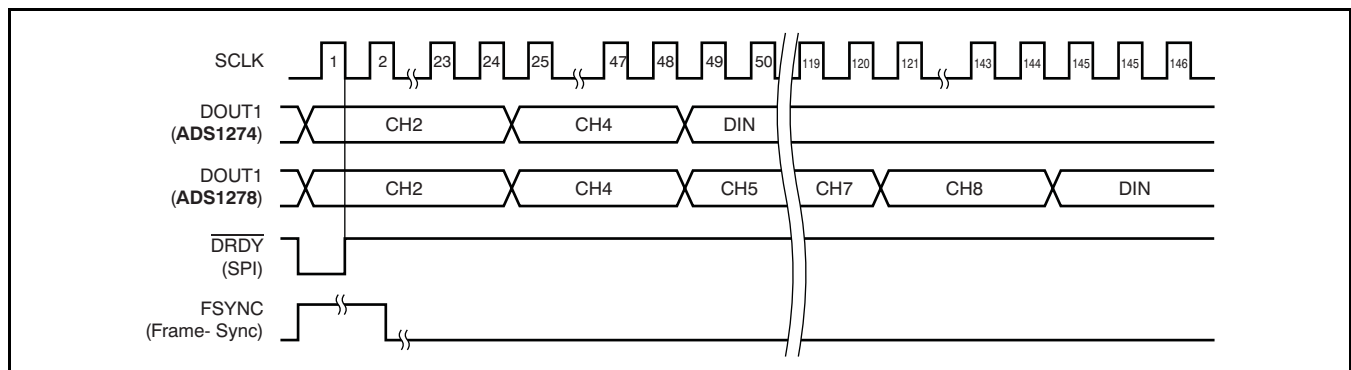 SCLK
1 2 23 24 25 47 48 49 50 119 120 121 143 144 145 145 146
DOUT1
(ADS1274)
CH2 CH4 DIN
DOUT1
(ADS1278)
CH2 CH4 CH5 CH7 CH8 DIN
DRDY
(SPI)
FSYNC
(Frame- Sync)